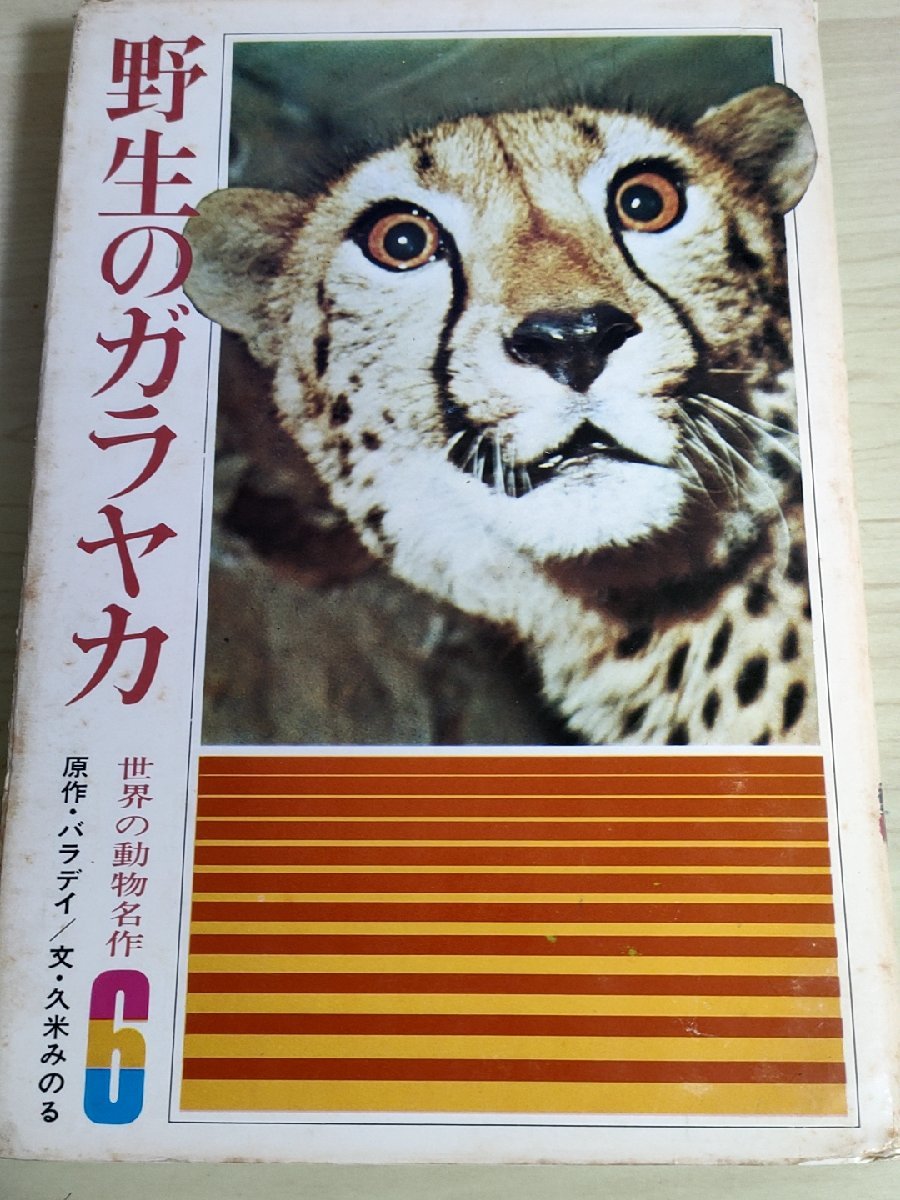 野生のガラヤカ
世界の動物名作
6
原作・バラデイ/文・久米みのる